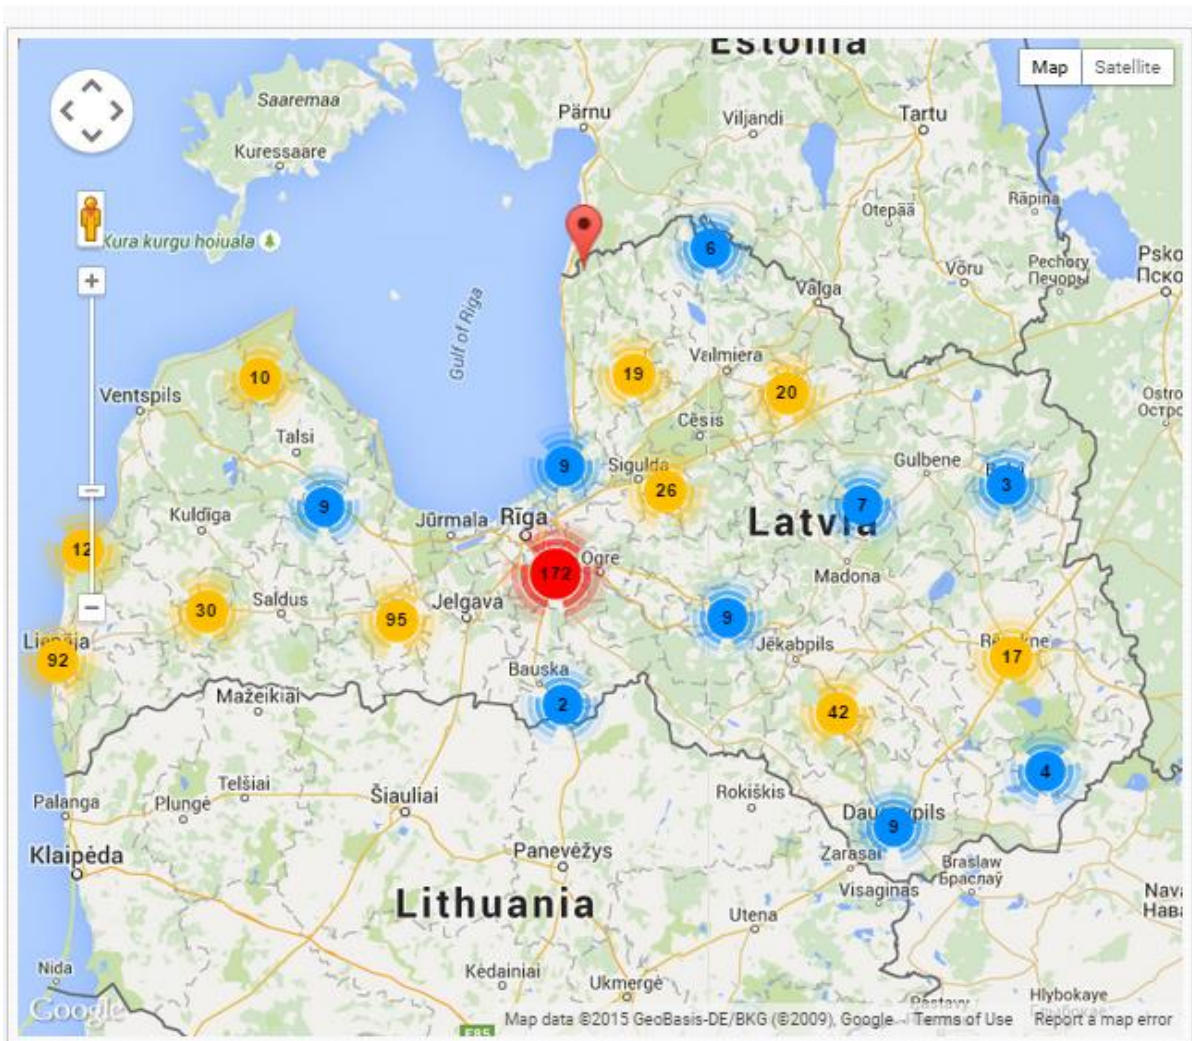 Estonia
Map
Satellite
Saaremaa
Pärnu
Viljandi
Tartu
Kuressaare
Räpina
Otepää
Kura kurgu hoiuala
6
Võru
Pechory
Печоры
Valga
Gulf of Riga
10
19
Valmiera
20
Ventspils
Cēsis
Talsi
9
Sigulda
26
Gulbene
3
9
7
Kuldīga
Jūrmala
Rīga
Latvia
12
172
Ogre
Madona
30
Saldus
95
Jelgava
9
Jēkabpils
Liepāja
92
17
Bauska
2
Mažeikiai
42
4
Telšiai
Plungė
Šiauliai
Rokiškis
Palanga
Daugavpils
9
Klaipėda
Panevėžys
Zarasai
Braslaw
Браслаў
Visaginas
Lithuania
Utena
Nida
Kėdainiai
Ukmergė
Hlybokaye
Google
E85
Map data ©2015 GeoBasis-DE/BKG (©2009), Google
Terms of Use
Report a map error